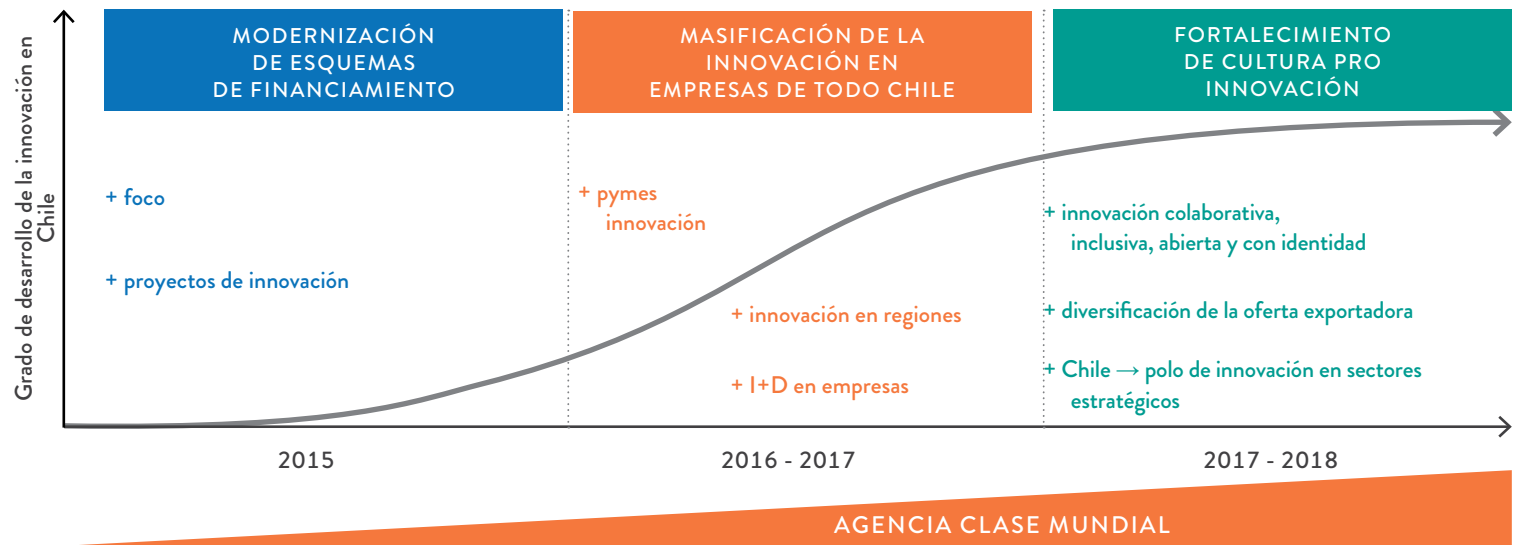 Grado de desarrollo de la innovación en
Chile
MODERNIZACIÓN
DE ESQUEMAS
DE FINANCIAMIENTO
+ foco
+ proyectos de innovación
MASIFICACIÓN DE LA
INNOVACIÓN EN
EMPRESAS DE TODO CHILE
+ pymes
innovación
+ innovación en regiones
+ I+D en empresas
FORTALECIMIENTO
DE CULTURA PRO
INNOVACIÓN
+ innovación colaborativa,
inclusiva, abierta y con identidad
+ diversificación de la oferta exportadora
+ Chile → polo de innovación en sectores
estratégicos
2015
2016 - 2017
2017 - 2018
AGENCIA CLASE MUNDIAL